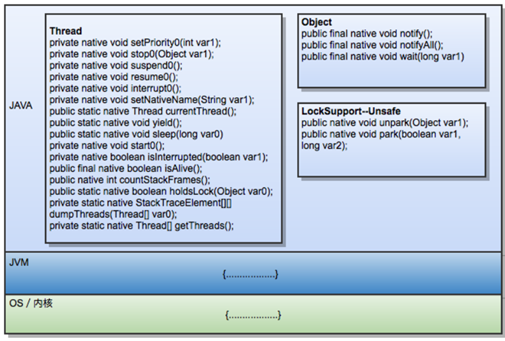 JAVA
Thread
private native void setPriority0(int var1);
private native void stop0(Object var1);
private native void suspend0();
private native void resume0();
private native void interrupt0();
private native void setNativeName(String var1);
public static native Thread currentThread();
public static native void yield();
public static native void sleep(long var0)
private native void start0();
private native boolean isInterrupted(boolean var1);
public final native boolean isAlive();
public native int countStackFrames();
public static native boolean holdsLock(Object var0);
private static native StackTraceElement[][]
dumpThreads(Thread[] var0);
private static native Thread[] getThreads();
Object
public final native void notify();
public final native void notifyAll();
public final native void wait(long var1)
LockSupport--Unsafe
public native void unpark(Object var1);
public native void park(boolean var1,
long var2);
JVM
{..................}
OS / 内核
{..................}